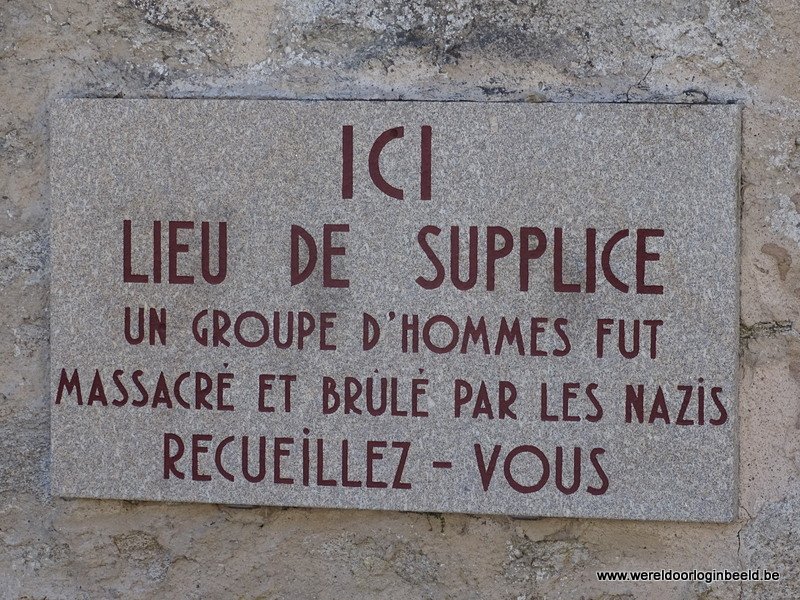 ICI
LIEU DE SUPPLICE
UN GROUPE D'HOMMES FUT
MASSACRÉ ET BRÛLÉ PAR LES NAZIS
RECUEILLEZ - VOUS
www.wereldoorloginbeeld.be